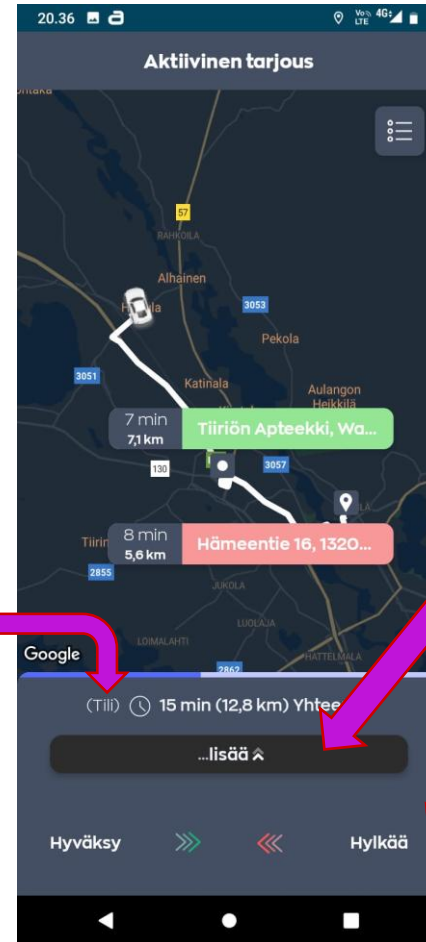 20.36
Vo)) LTE 4G
Aktiivinen tarjous
57
Alhainen
3053
Pekola
3051
Katinala
Aulangon
Heikkilä
7 min
7,1 km
Tiiriön Apteekki, Wa...
130
3057
8 min
5,6 km
Hämeentie 16, 1320...
2855
JUKOLA
LUOLAJA
LOIMALAHTI
HATTELMALA
Google
2862
(Tili) 15 min (12,8 km)
...lisää
Hyväksy
Hylkää